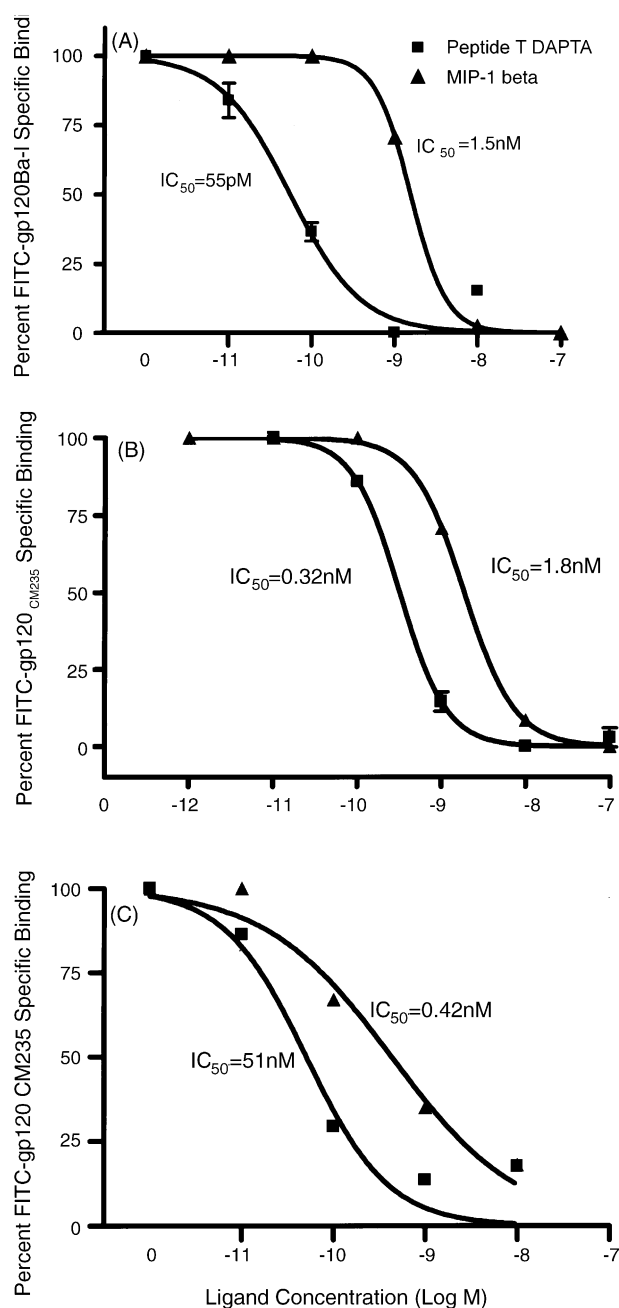 (A)
Peptide T DAPTA
MIP-1 beta
Percent FITC-gp120Ba-l Specific Bindi
100
75
50
25
0
IC50=55pM
IC 50=1.5nM
0 -11 -10 -9 -8 -7
(B)
Percent FITC-gp120CM235 Specific Binding
100
75
50
25
0
IC50=0.32nM
IC50=1.8nM
0 -12 -11 -10 -9 -8 -7
(C)
Percent FITC-gp120 CM235 Specific Binding
100
75
50
25
0
IC50=0.42nM
IC50=51nM
0 -11 -10 -9 -8 -7
Ligand Concentration (Log M)